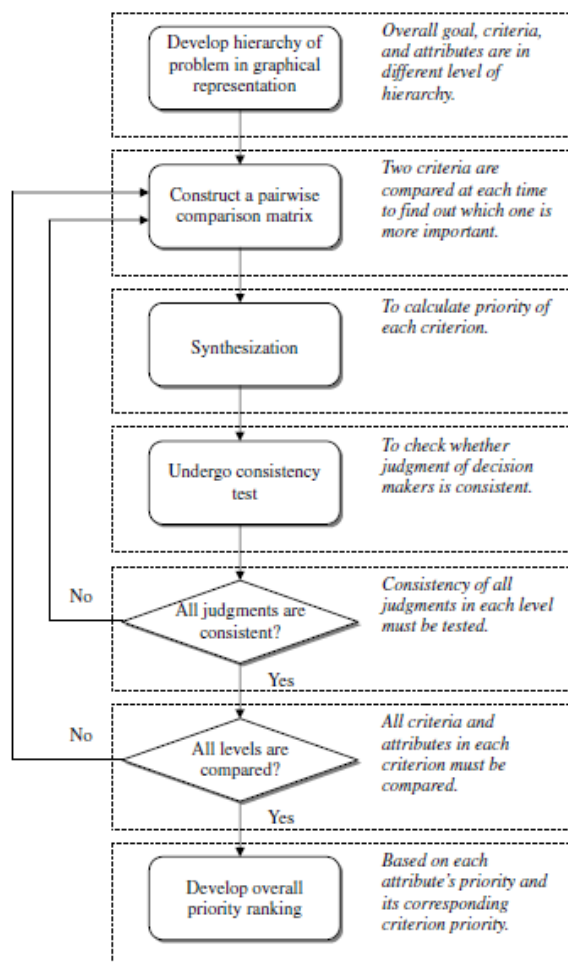 Develop hierarchy of
problem in graphical
representation
Overall goal, criteria,
and attributes are in
different level of
hierarchy.
Construct a pairwise
comparison matrix
Two criteria are
compared at each time
to find out which one is
more important.
Synthesization
To calculate priority of
each criterion.
Undergo consistency
test
To check whether
judgment of decision
makers is consistent.
No
All judgments are
consistent?
Consistency of all
judgments in each level
must be tested.
Yes
No
All levels are
compared?
All criteria and
attributes in each
criterion must be
compared.
Yes
Develop overall
priority ranking
Based on each
attribute's priority and
its corresponding
criterion priority.